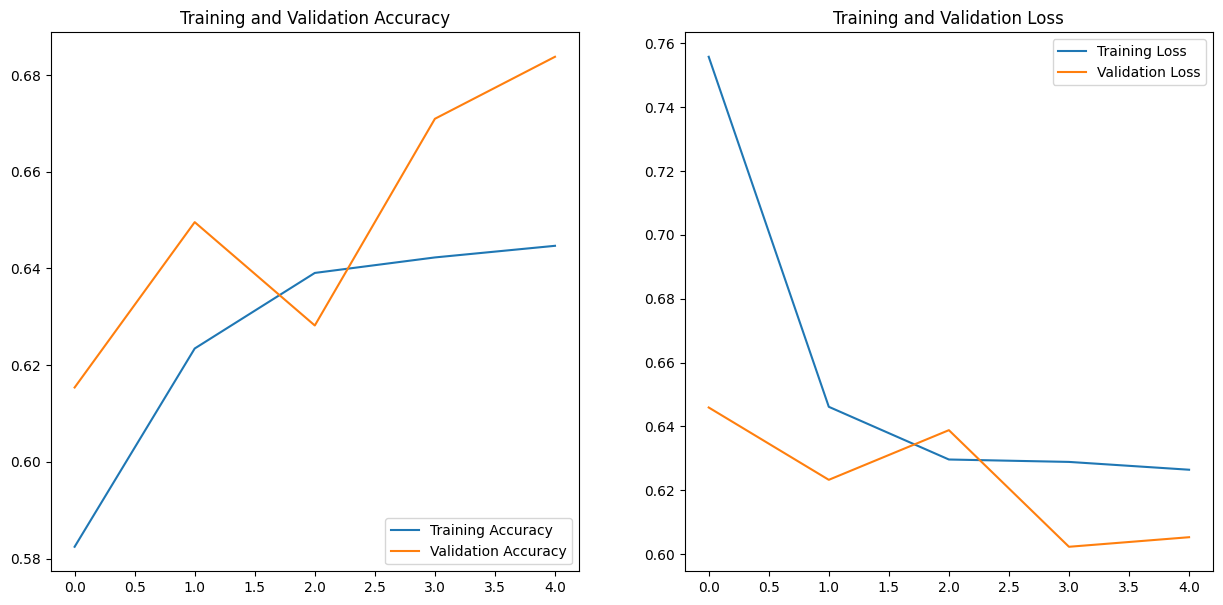 Training and Validation Accuracy
0.68
0.66
0.64
0.62
0.60
0.58
Training Accuracy
Validation Accuracy
0.0 0.5 1.0 1.5 2.0 2.5 3.0 3.5 4.0
Training and Validation Loss
0.76
0.74
0.72
0.70
0.68
0.66
0.64
0.62
0.60
Training Loss
Validation Loss
0.0 0.5 1.0 1.5 2.0 2.5 3.0 3.5 4.0